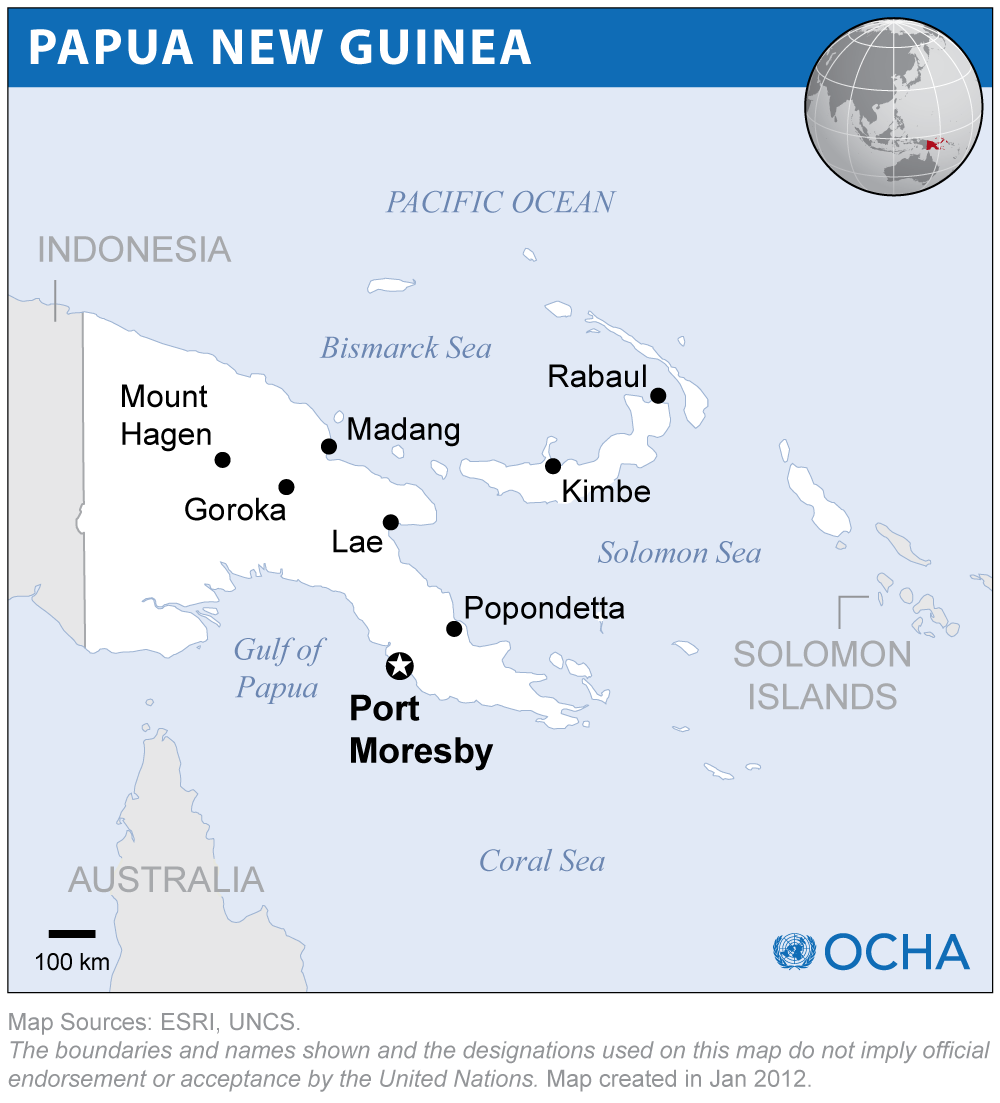 PAPUA NEW GUINEA
PACIFIC OCEAN
INDONESIA
Bismarck Sea
Rabaul
Mount
Hagen
Madang
Kimbe
Goroka
Lae
Solomon Sea
Popondetta
Gulf of
Papua
SOLOMON
ISLANDS
Port
Moresby
Coral Sea
AUSTRALIA
100 km
OCHA
Map Sources: ESRI, UNCS.
The boundaries and names shown and the designations used on this map do not imply official
endorsement or acceptance by the United Nations. Map created in Jan 2012.